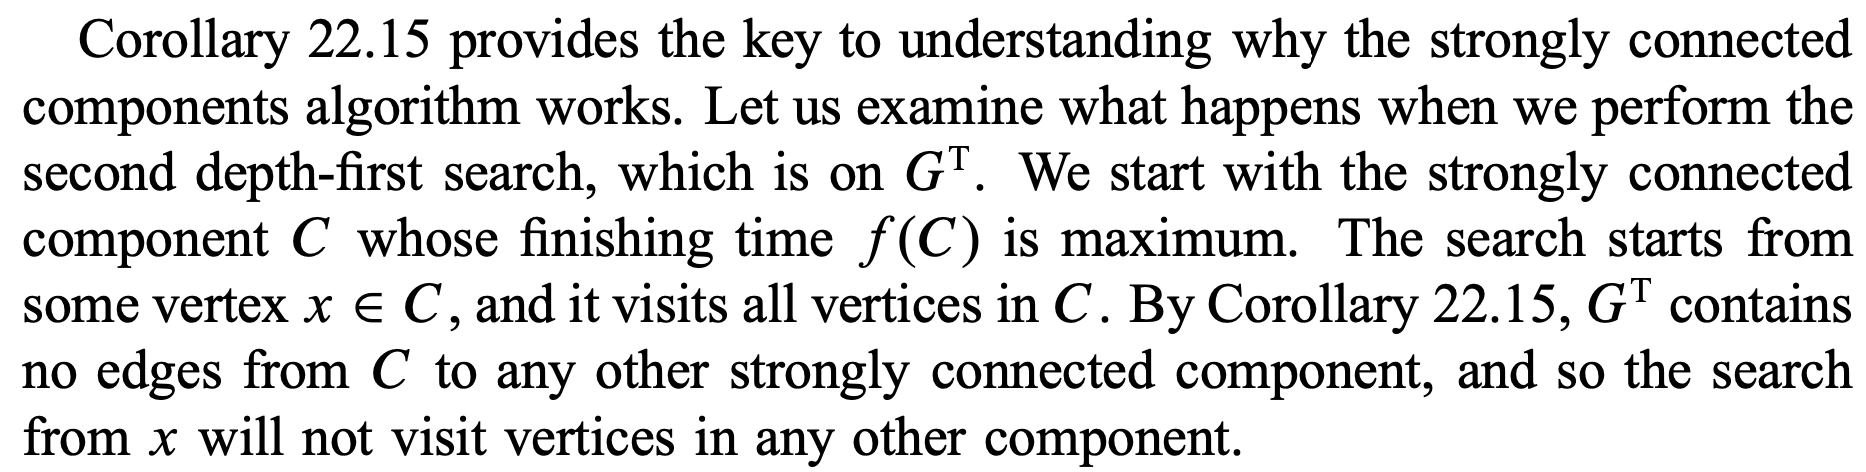 Corollary 22.15 provides the key to understanding why the strongly connected
components algorithm works. Let us examine what happens when we perform the
second depth-first search, which is on Gᵀ. We start with the strongly connected
component C whose finishing time f(C) is maximum. The search starts from
some vertex x ∈ C, and it visits all vertices in C. By Corollary 22.15, Gᵀ contains
no edges from C to any other strongly connected component, and so the search
from x will not visit vertices in any other component.